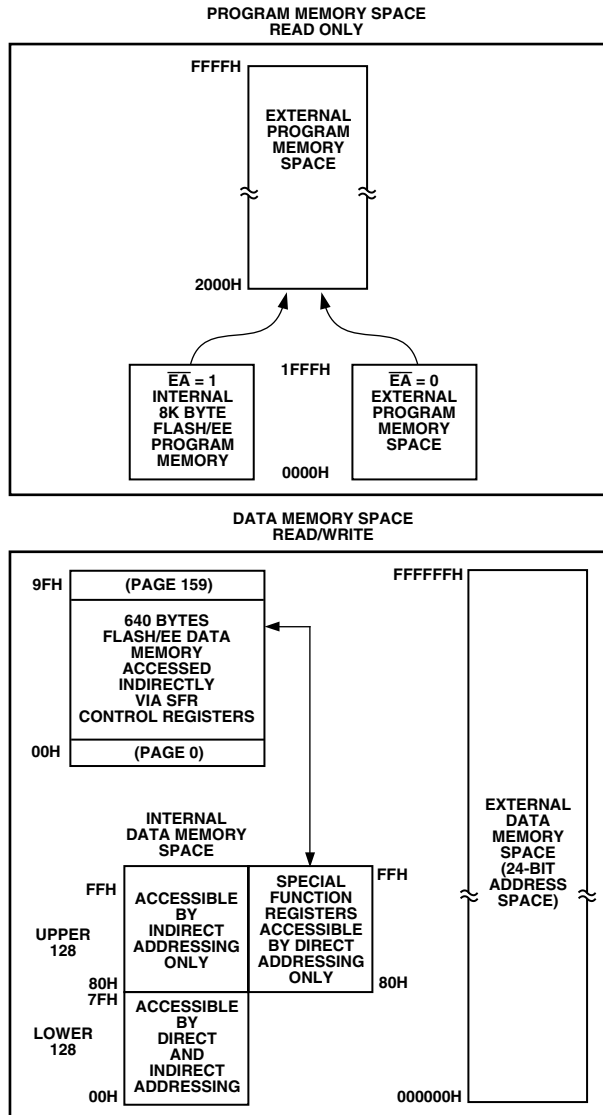 PROGRAM MEMORY SPACE
READ ONLY
FFFFH
EXTERNAL
PROGRAM
MEMORY
SPACE
2000H
EA = 1
INTERNAL
8K BYTE
FLASH/EE
PROGRAM
MEMORY
1FFFH
0000H
EA = 0
EXTERNAL
PROGRAM
MEMORY
SPACE
DATA MEMORY SPACE
READ/WRITE
9FH
(PAGE 159)
640 BYTES
FLASH/EE DATA
MEMORY
ACCESSED
INDIRECTLY
VIA SFR
CONTROL REGISTERS
00H
(PAGE 0)
INTERNAL
DATA MEMORY
SPACE
FFH
UPPER
128
80H
ACCESSIBLE
BY
INDIRECT
ADDRESSING
ONLY
SPECIAL
FUNCTION
REGISTERS
ACCESSIBLE
BY DIRECT
ADDRESSING
ONLY
FFH
80H
7FH
LOWER
128
00H
ACCESSIBLE
BY
DIRECT
AND
INDIRECT
ADDRESSING
FFFFFFH
EXTERNAL
DATA
MEMORY
SPACE
(24-BIT
ADDRESS
SPACE)
000000H